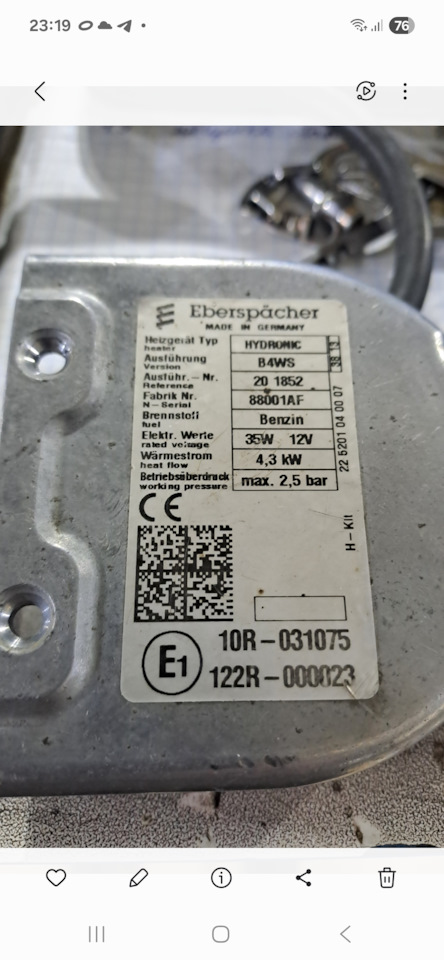 23:19
76
Eberspächer
MADE IN GERMANY
Heizgerät Typ HYDRONIC
heater
Ausführung B4WS
Version
Ausführ.-Nr. 20 1852
Reference
Fabrik Nr. 88001AF
N-Serial
Brennstoff Benzin
fuel
Elektr. Werte 35W 12V
rated voltage
Wärmestrom 4,3 kW
heat flow
Betriebsüberdruck max. 2,5 bar
working pressure
22 5201 04 00 07
H-Kit
CE
E1
10R-031075
122R-000023